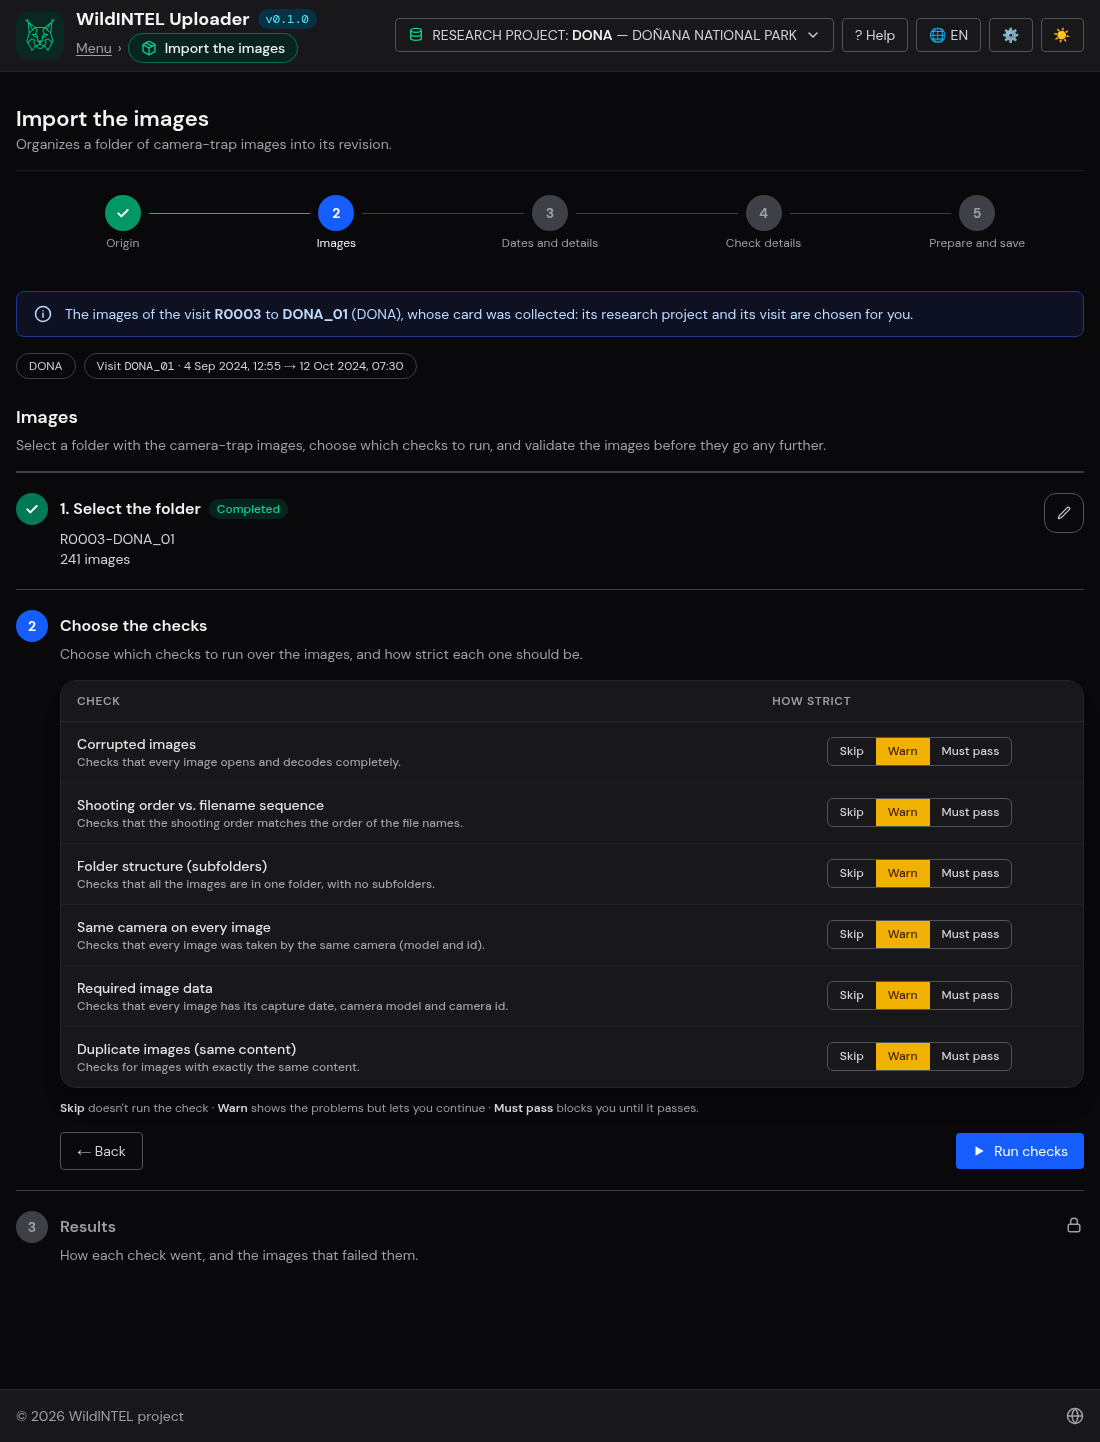 WildINTEL Uploader v0.1.0
Menu › Import the images
RESEARCH PROJECT: DONA — DOÑANA NATIONAL PARK
? Help
EN
Import the images
Organizes a folder of camera-trap images into its revision.
2
3
4
5
Origin
Images
Dates and details
Check details
Prepare and save
The images of the visit R0003 to DONA_01 (DONA), whose card was collected: its research project and its visit are chosen for you.
DONA
Visit DONA_01 · 4 Sep 2024, 12:55 → 12 Oct 2024, 07:30
Images
Select a folder with the camera-trap images, choose which checks to run, and validate the images before they go any further.
1. Select the folder Completed
R0003-DONA_01
241 images
2 Choose the checks
Choose which checks to run over the images, and how strict each one should be.
CHECK HOW STRICT
Corrupted images
Checks that every image opens and decodes completely.
Skip Warn Must pass
Shooting order vs. filename sequence
Checks that the shooting order matches the order of the file names.
Skip Warn Must pass
Folder structure (subfolders)
Checks that all the images are in one folder, with no subfolders.
Skip Warn Must pass
Same camera on every image
Checks that every image was taken by the same camera (model and id).
Skip Warn Must pass
Required image data
Checks that every image has its capture date, camera model and camera id.
Skip Warn Must pass
Duplicate images (same content)
Checks for images with exactly the same content.
Skip Warn Must pass
Skip doesn't run the check · Warn shows the problems but lets you continue · Must pass blocks you until it passes.
← Back
Run checks
3 Results
How each check went, and the images that failed them.
© 2026 WildINTEL project